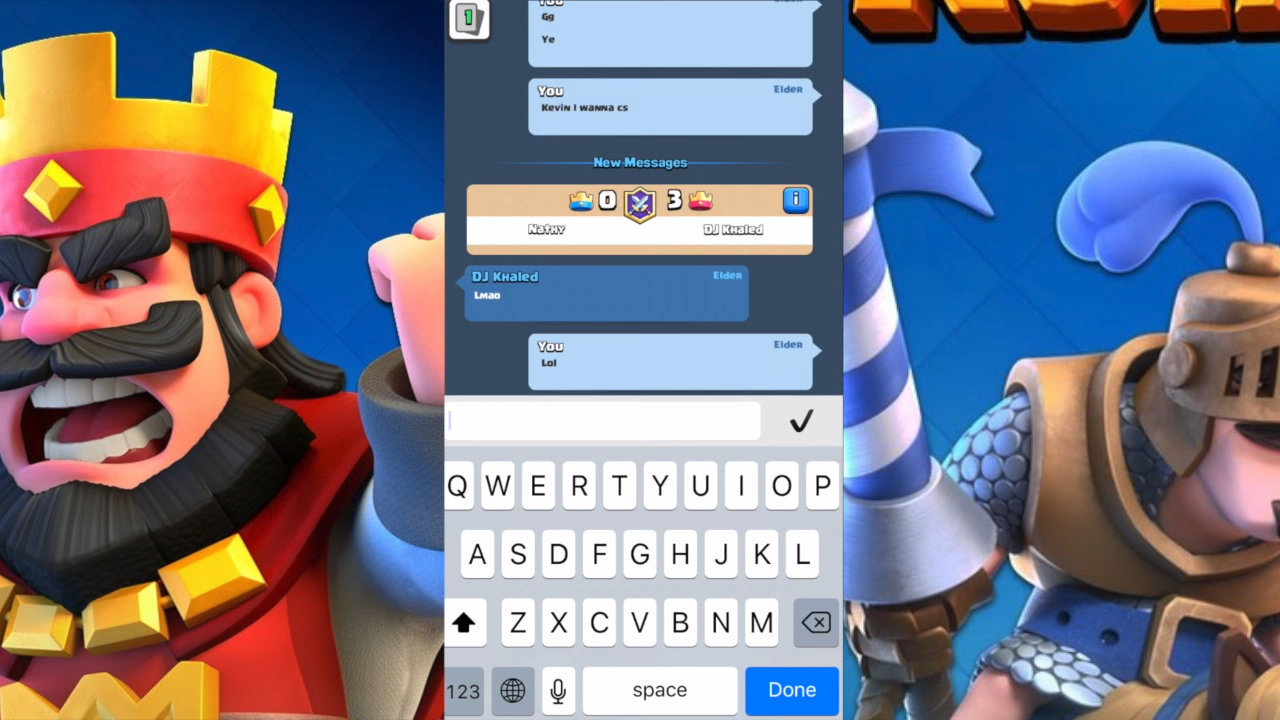 1
You Elder
Gg
Ye
You Elder
Kevin I wanna cs
New Messages
0 3 i
Nathy DJ Khaled
DJ Khaled Elder
Lmao
You Elder
Lol
Q W E R T Y U I O P
A S D F G H J K L
Z X C V B N M
123 space Done